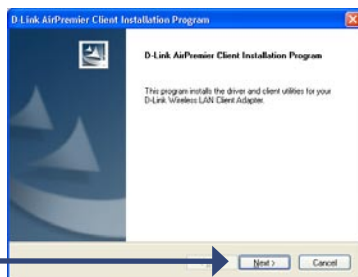 D-Link AirPremier Client Installation Program
D-Link AirPremier Client Installation Program
This program installs the driver and client utilities for your
D-Link Wireless LAN Client Adapter.
Next >
Cancel